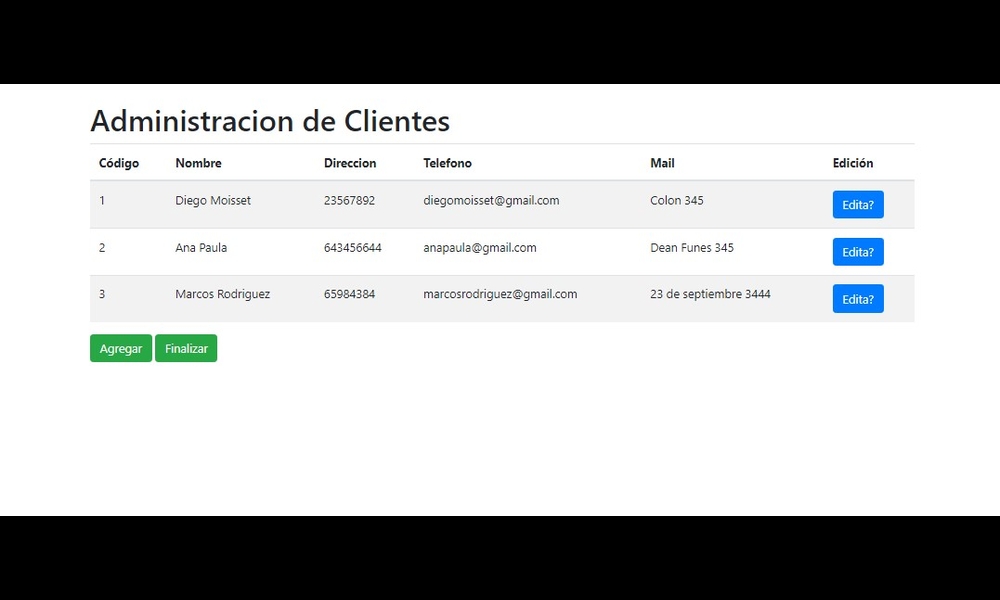 Administracion de Clientes
Código Nombre Direccion Telefono Mail Edición
1 Diego Moisset 23567892 diegomoisset@gmail.com Colon 345 Edita?
2 Ana Paula 643456644 anapaula@gmail.com Dean Funes 345 Edita?
3 Marcos Rodriguez 65984384 marcosrodriguez@gmail.com 23 de septiembre 3444 Edita?
Agregar Finalizar